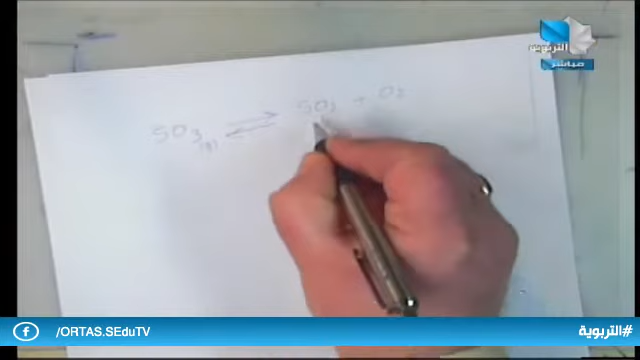 التربوية
مباشر
SO3(g) ⇌ SO2 + O2
f /ORTAS.SEduTV
#التربوية